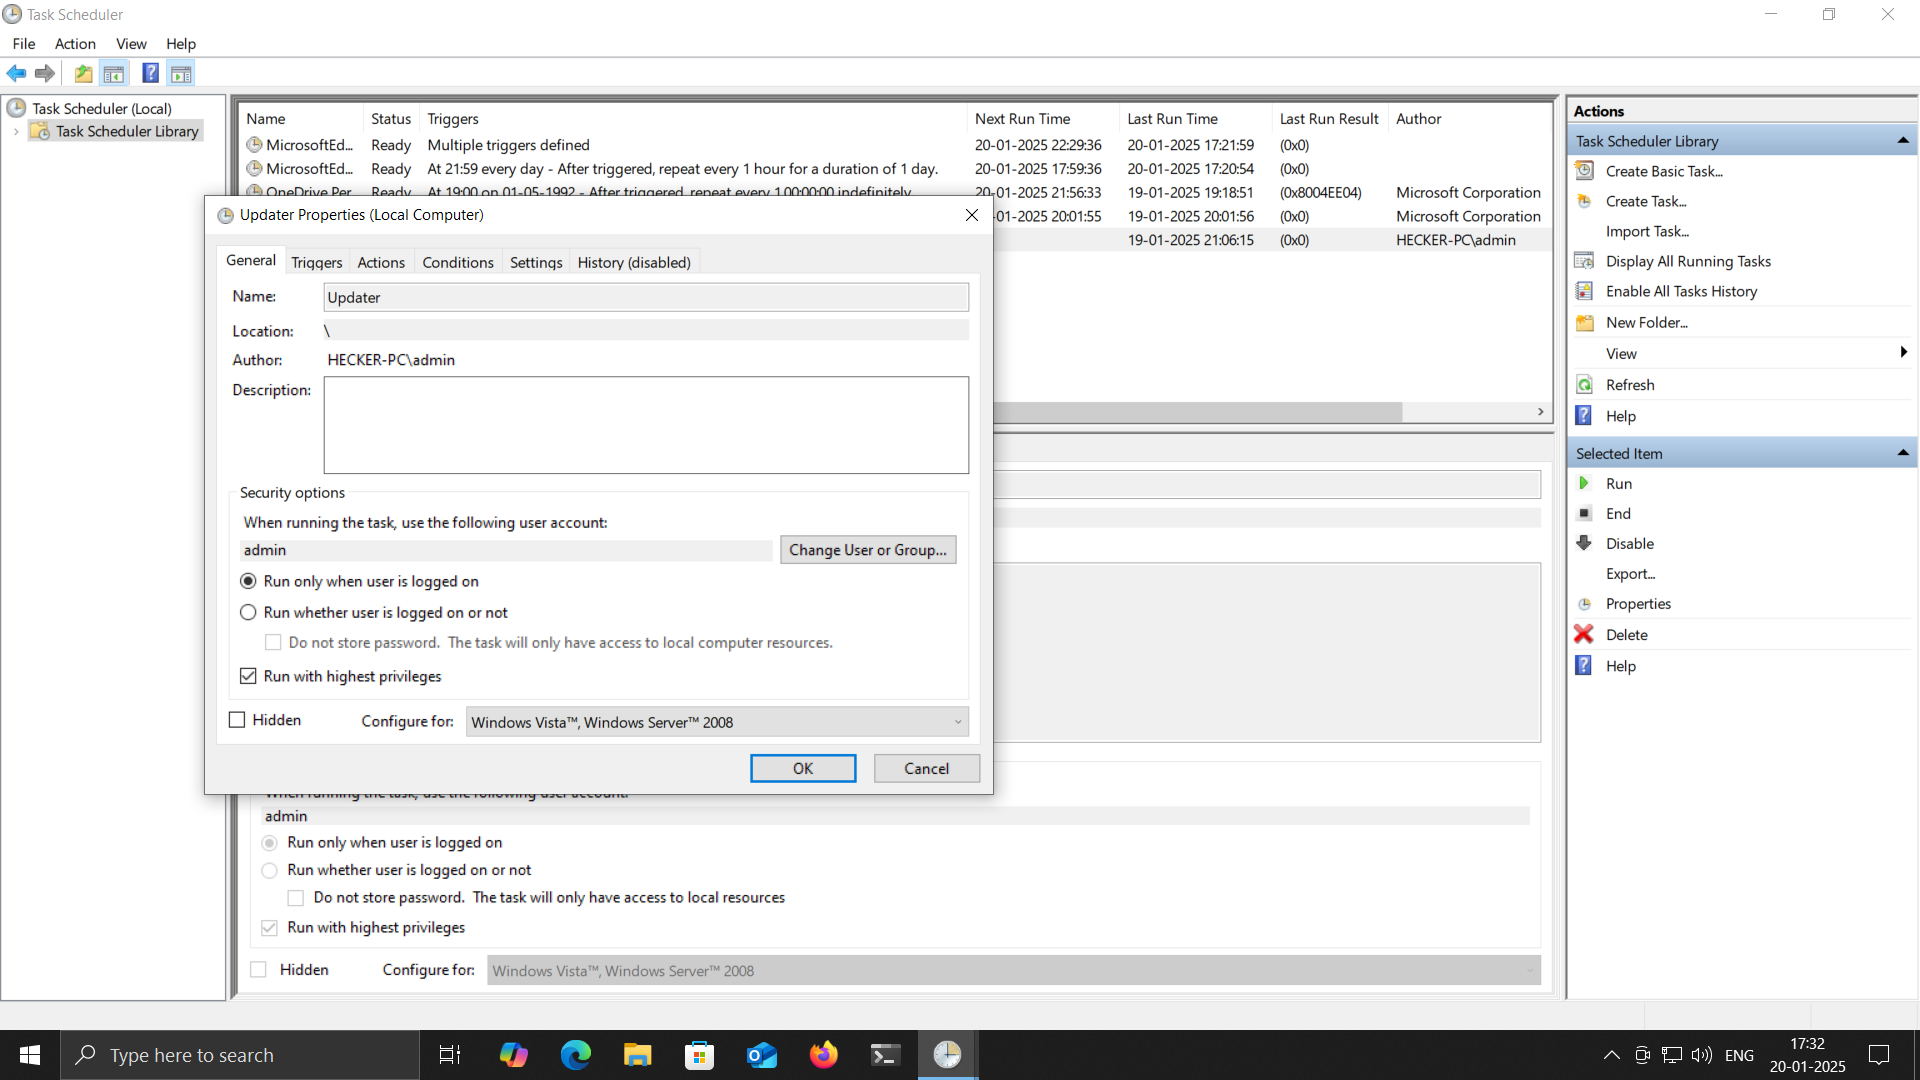 Task Scheduler
File Action View Help
Task Scheduler (Local)
Task Scheduler Library
Name Status Triggers Next Run Time Last Run Time Last Run Result Author
MicrosoftEd... Ready Multiple triggers defined 20-01-2025 22:29:36 20-01-2025 17:21:59 (0x0)
MicrosoftEd... Ready At 21:59 every day - After triggered, repeat every 1 hour for a duration of 1 day. 20-01-2025 17:59:36 20-01-2025 17:20:54 (0x0)
OneDrive Per Ready At 19:00 on 01-05-1992 - After triggered, repeat every 1.00:00:00 indefinitely 20-01-2025 21:56:33 19-01-2025 19:18:51 (0x8004EE04) Microsoft Corporation
-01-2025 20:01:55 19-01-2025 20:01:56 (0x0) Microsoft Corporation
19-01-2025 21:06:15 (0x0) HECKER-PC\admin
Updater Properties (Local Computer)
General Triggers Actions Conditions Settings History (disabled)
Name: Updater
Location: \
Author: HECKER-PC\admin
Description:
Security options
When running the task, use the following user account:
admin Change User or Group...
Run only when user is logged on
Run whether user is logged on or not
Do not store password. The task will only have access to local computer resources.
Run with highest privileges
Hidden Configure for: Windows Vista™, Windows Server™ 2008
OK Cancel
When running the task, use the following user account:
admin
Run only when user is logged on
Run whether user is logged on or not
Do not store password. The task will only have access to local resources
Run with highest privileges
Hidden Configure for: Windows Vista™, Windows Server™ 2008
Actions
Task Scheduler Library
Create Basic Task...
Create Task...
Import Task...
Display All Running Tasks
Enable All Tasks History
New Folder...
View
Refresh
Help
Selected Item
Run
End
Disable
Export...
Properties
Delete
Help
Type here to search
ENG
17:32
20-01-2025